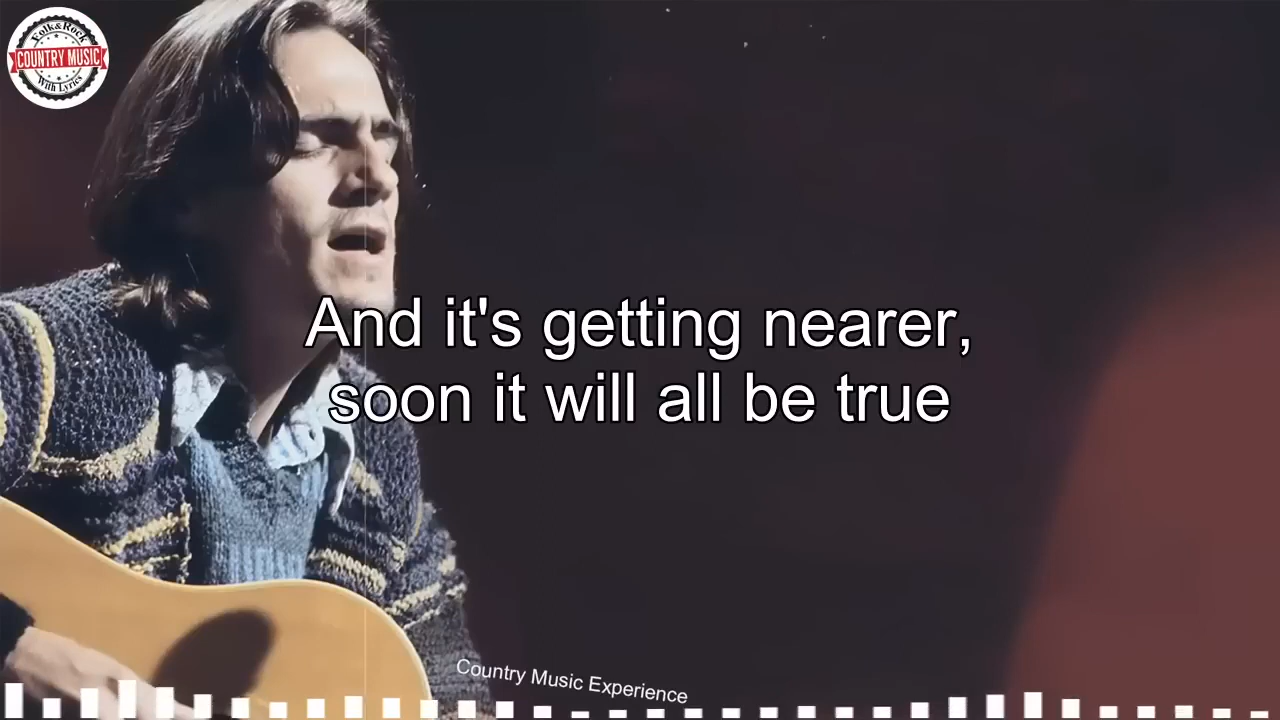 Folk&Rock
COUNTRY MUSIC
With Lyrics
And it's getting nearer,
soon it will all be true
Country Music Experience